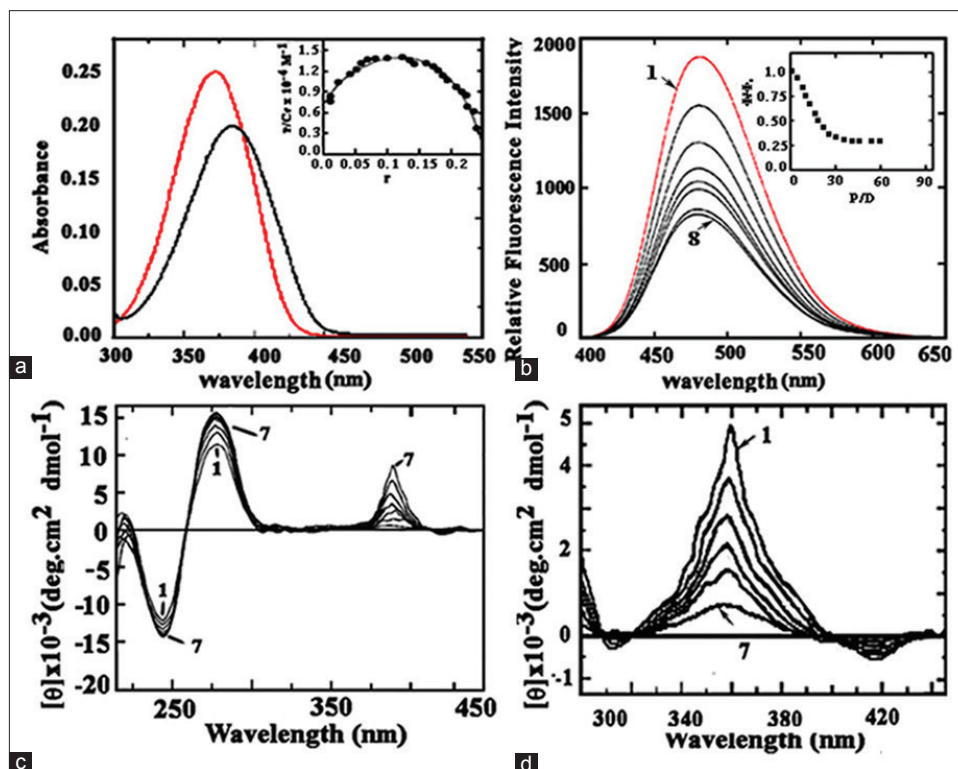 Absorbance
0.25
0.20
0.15
0.10
0.05
0.00
300 350 400 450 500 550
wavelength (nm)
1.5
1.2
0.9
0.6
0.3
0.0 0.1 0.2
r
a
Relative Fluorescence Intensity
2000
1500
1000
500
0
400 450 500 550 600 650
wavelength (nm)
1
8
1.0
0.75
0.50
0.25
0.00
0 30 60 90
P/D
b
[θ]x10-3(deg.cm2 dmol-1)
15
10
5
0
-5
-10
-15
-20
250 350 450
Wavelength (nm)
7
1
7
1
7
c
[θ]x10-3(deg.cm2 dmol-1)
5
4
2
0
-1
300 340 380 420
Wavelength (nm)
1
7
d